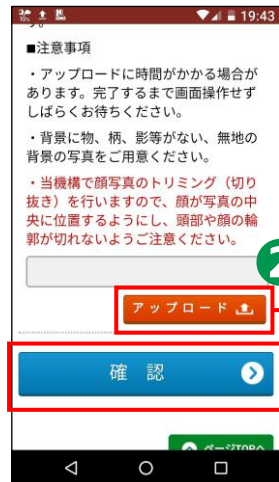 19:43
■注意事項
・アップロードに時間がかかる場合が
あります。完了するまで画面操作せず
しばらくお待ちください。
・背景に物、柄、影等がない、無地の
背景の写真をご用意ください。
・当機構で顔写真のトリミング（切り
抜き）を行いますので、顔が写真の中
央に位置するようにし、頭部や顔の輪
郭が切れないようご注意ください。
2
アップロード
確　認
ページTOPへ